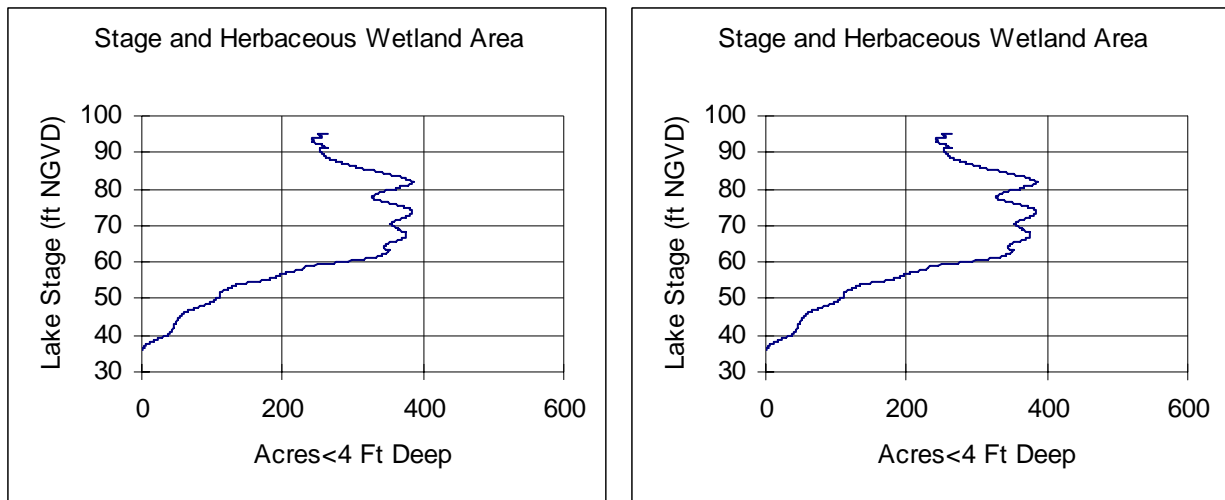 Stage and Herbaceous Wetland Area
Lake Stage (ft NGVD)
100
90
80
70
60
50
40
30
0 200 400 600
Acres<4 Ft Deep
Stage and Herbaceous Wetland Area
Lake Stage (ft NGVD)
100
90
80
70
60
50
40
30
0 200 400 600
Acres<4 Ft Deep